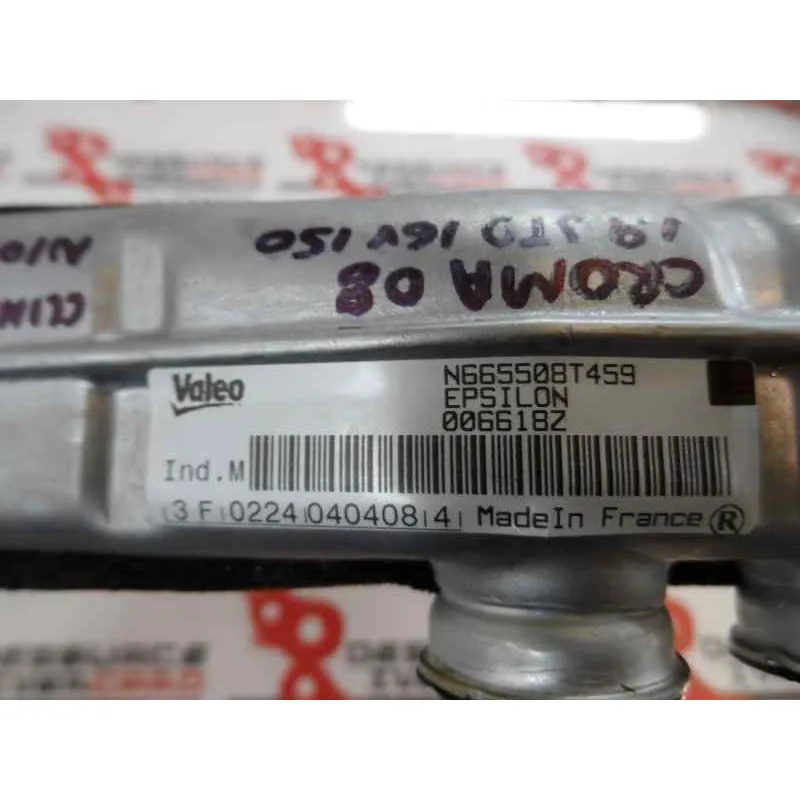 1.9 JTD 16V 150
CROMA 08
Valeo
N665508T459
EPSILON
006618Z
Ind.M
3 F 0224 040408 4 MadeIn France R